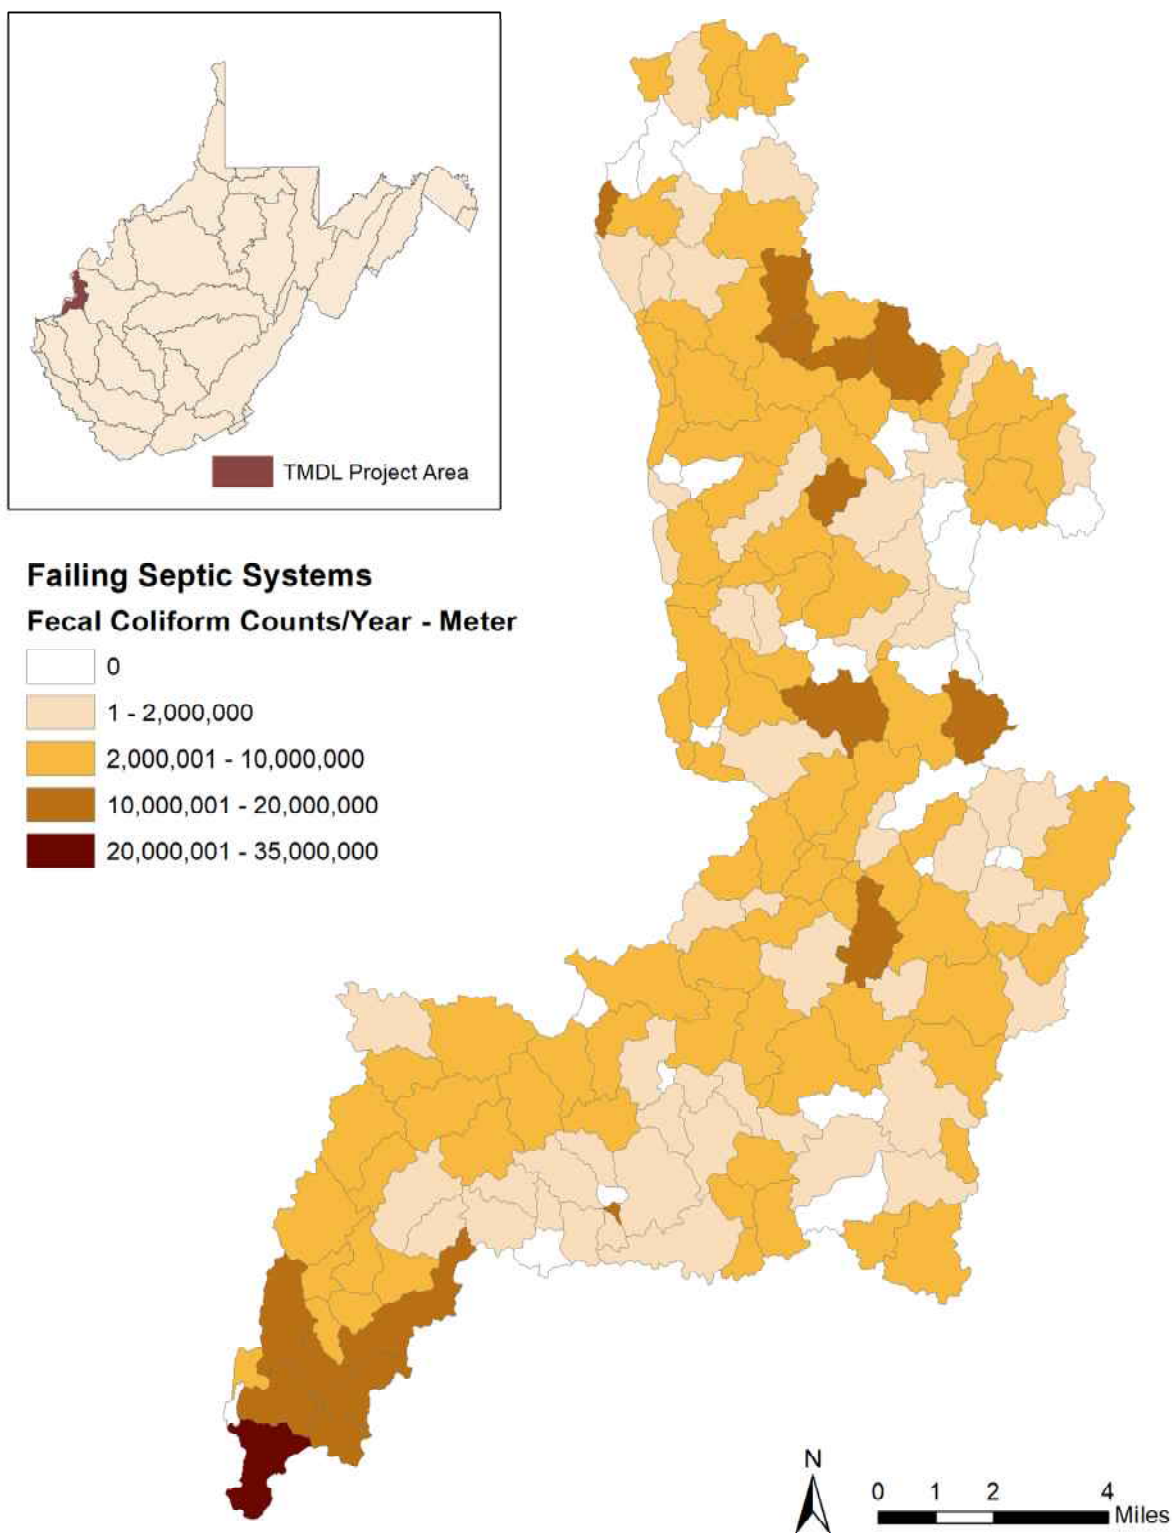 TMDL Project Area
Failing Septic Systems
Fecal Coliform Counts/Year - Meter
0
1 - 2,000,000
2,000,001 - 10,000,000
10,000,001 - 20,000,000
20,000,001 - 35,000,000
N
0 1 2 4
Miles